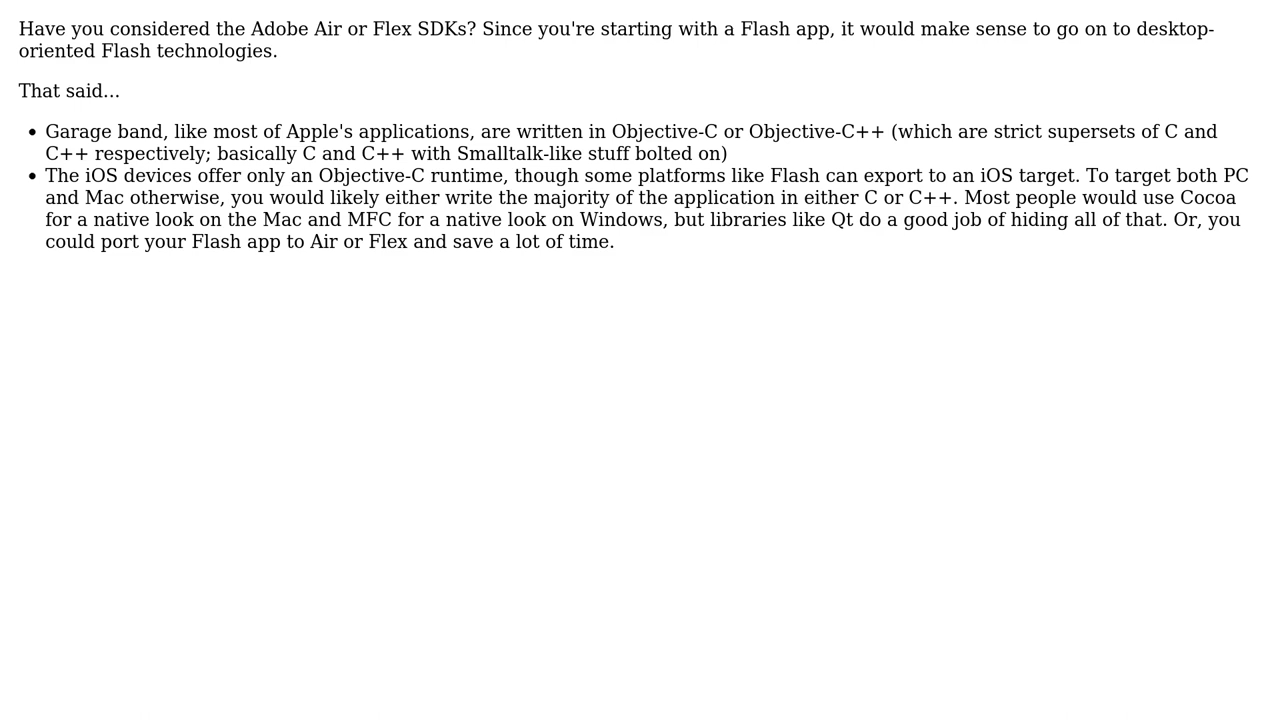 Have you considered the Adobe Air or Flex SDKs? Since you're starting with a Flash app, it would make sense to go on to desktop-
oriented Flash technologies.
That said...
• Garage band, like most of Apple's applications, are written in Objective-C or Objective-C++ (which are strict supersets of C and
C++ respectively; basically C and C++ with Smalltalk-like stuff bolted on)
• The iOS devices offer only an Objective-C runtime, though some platforms like Flash can export to an iOS target. To target both PC
and Mac otherwise, you would likely either write the majority of the application in either C or C++. Most people would use Cocoa
for a native look on the Mac and MFC for a native look on Windows, but libraries like Qt do a good job of hiding all of that. Or, you
could port your Flash app to Air or Flex and save a lot of time.